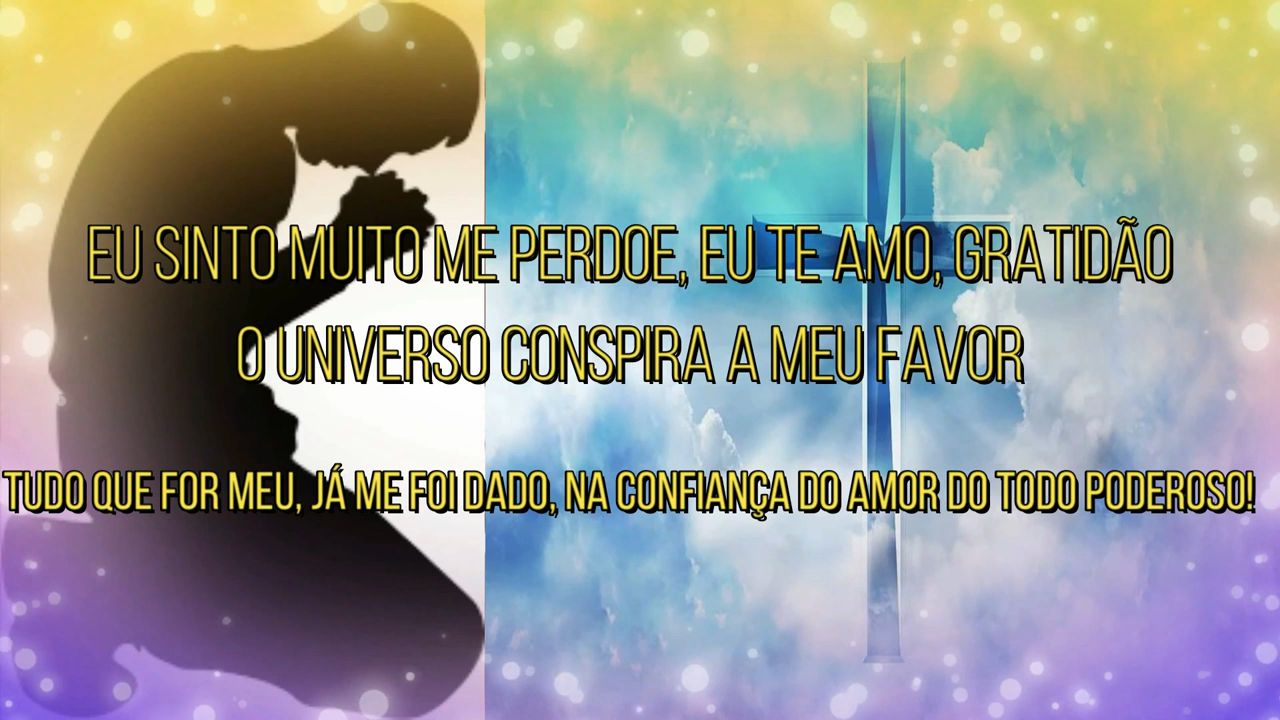 EU SINTO MUITO ME PERDOE, EU TE AMO, GRATIDÃO
O UNIVERSO CONSPIRA A MEU FAVOR
TUDO QUE FOR MEU, JÁ ME FOI DADO, NA CONFIANÇA DO AMOR DO TODO PODEROSO!